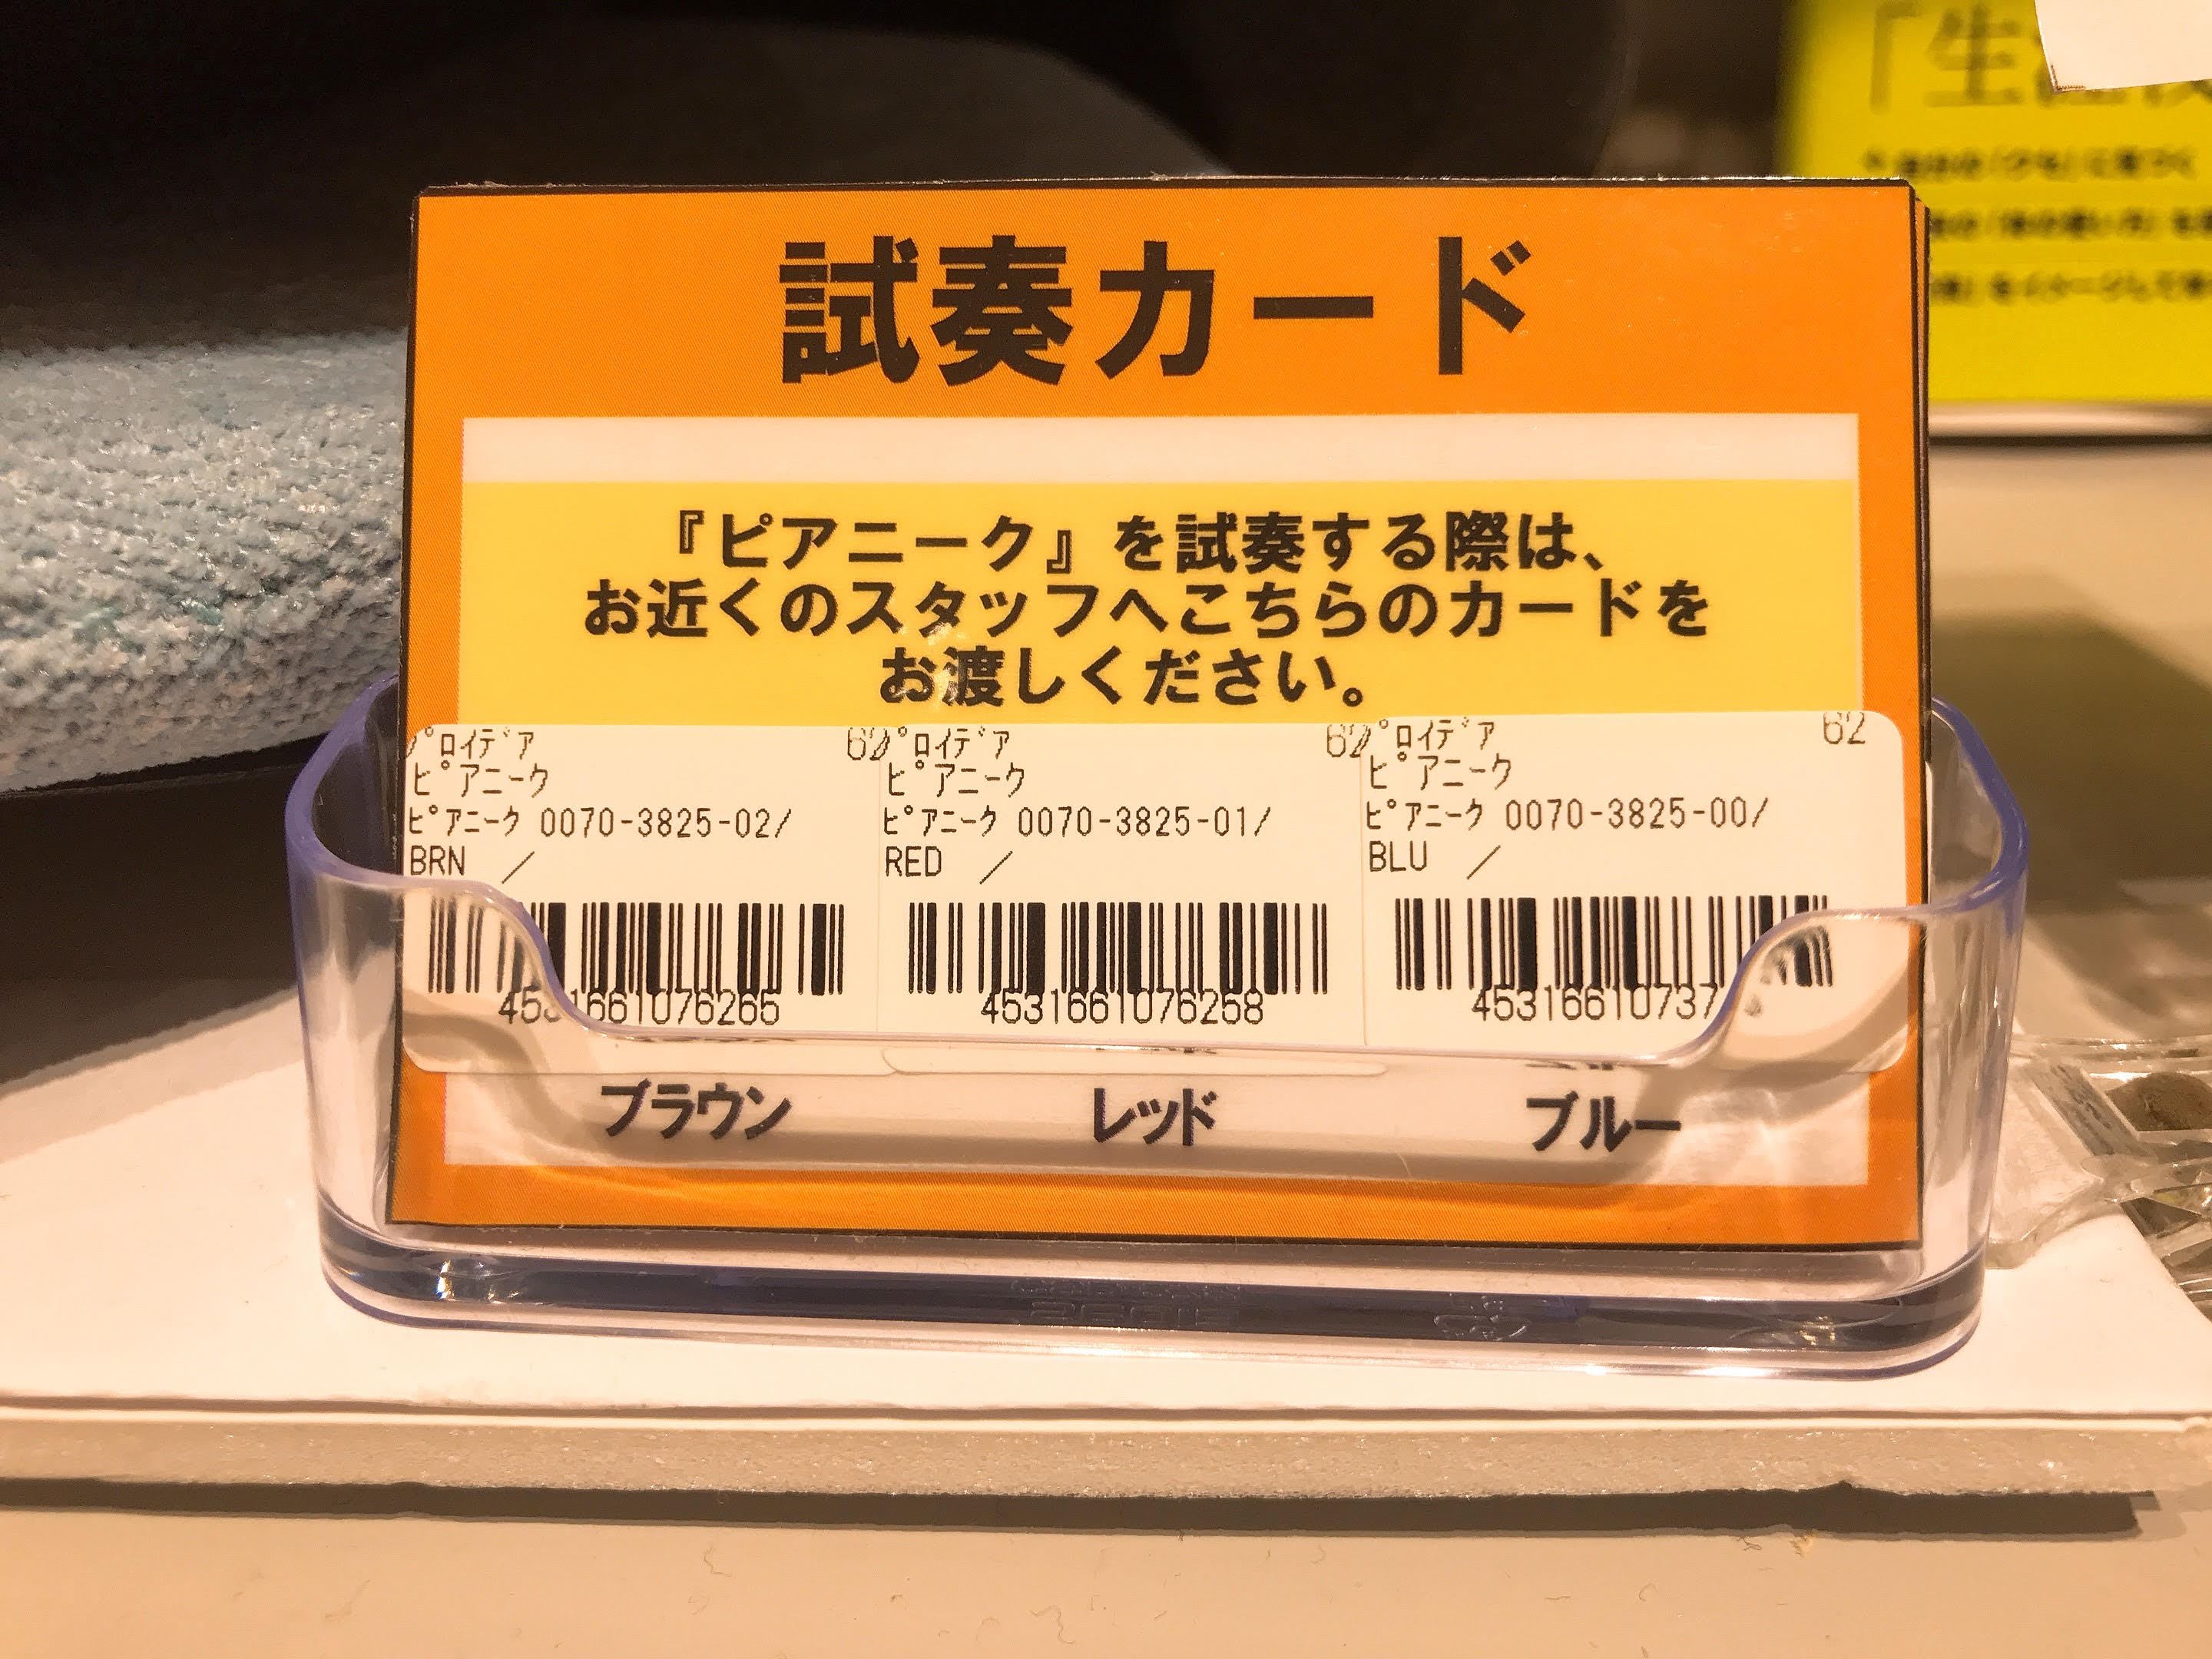 試奏カード
『ピアニーク』を試奏する際は、
お近くのスタッフへこちらのカードを
お渡しください。
ﾌﾟﾛｲﾃﾞｱ 62
ﾋﾟｱﾆｰｸ
ﾋﾟｱﾆｰｸ 0070-3825-02/
BRN /
4531661076265
ブラウン
ﾌﾟﾛｲﾃﾞｱ 62
ﾋﾟｱﾆｰｸ
ﾋﾟｱﾆｰｸ 0070-3825-01/
RED /
4531661076258
レッド
ﾌﾟﾛｲﾃﾞｱ 62
ﾋﾟｱﾆｰｸ
ﾋﾟｱﾆｰｸ 0070-3825-00/
BLU /
ブルー
「生